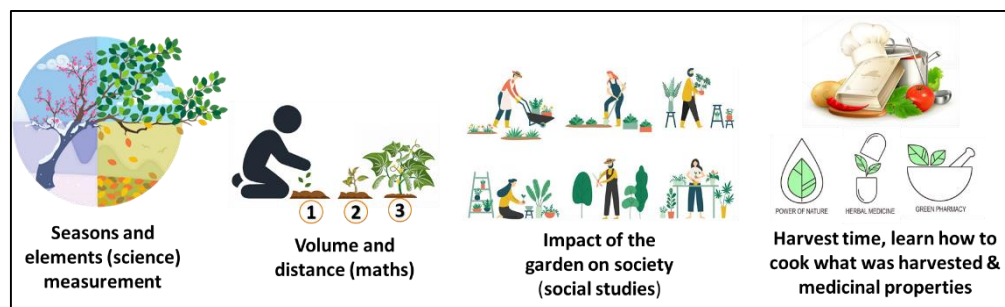 Seasons and
elements (science)
measurement
1 2 3
Volume and
distance (maths)
Impact of the
garden on society
(social studies)
POWER OF NATURE HERBAL MEDICINE GREEN PHARMACY
Harvest time, learn how to
cook what was harvested &
medicinal properties